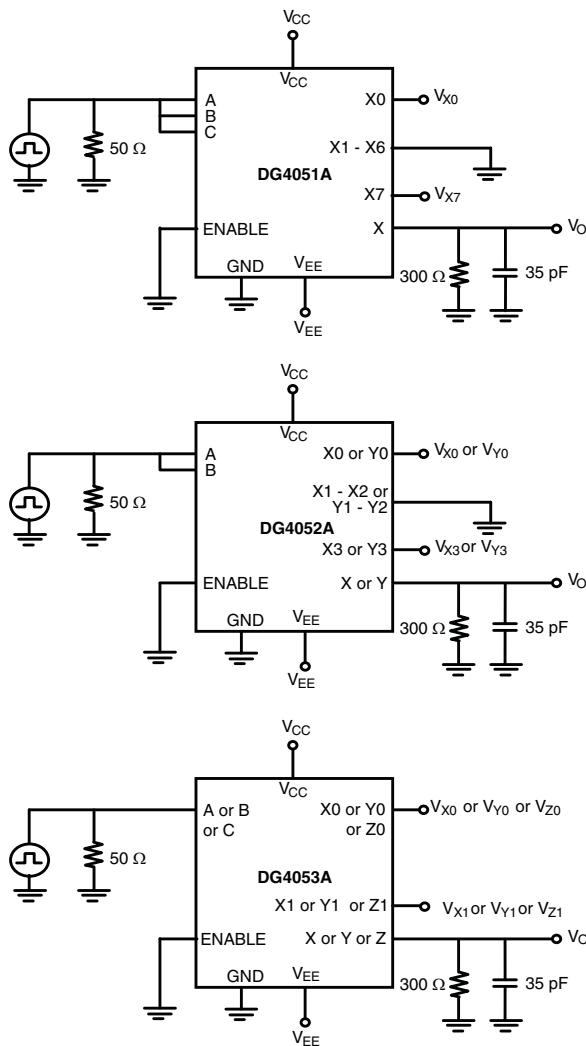 VCC
VCC
A
B
C
50 Ω
X0
VX0
X1 - X6
DG4051A
X7
VX7
ENABLE
X
VO
GND
VEE
300 Ω
35 pF
VEE
VCC
VCC
A
B
50 Ω
X0 or Y0
VX0 or VY0
X1 - X2 or
Y1 - Y2
DG4052A
X3 or Y3
VX3 or VY3
ENABLE
X or Y
VO
GND
VEE
300 Ω
35 pF
VEE
VCC
VCC
A or B
or C
50 Ω
X0 or Y0
or Z0
VX0 or VY0 or VZ0
DG4053A
X1 or Y1 or Z1
VX1 or VY1 or VZ1
ENABLE
X or Y or Z
VO
GND
VEE
300 Ω
35 pF
VEE